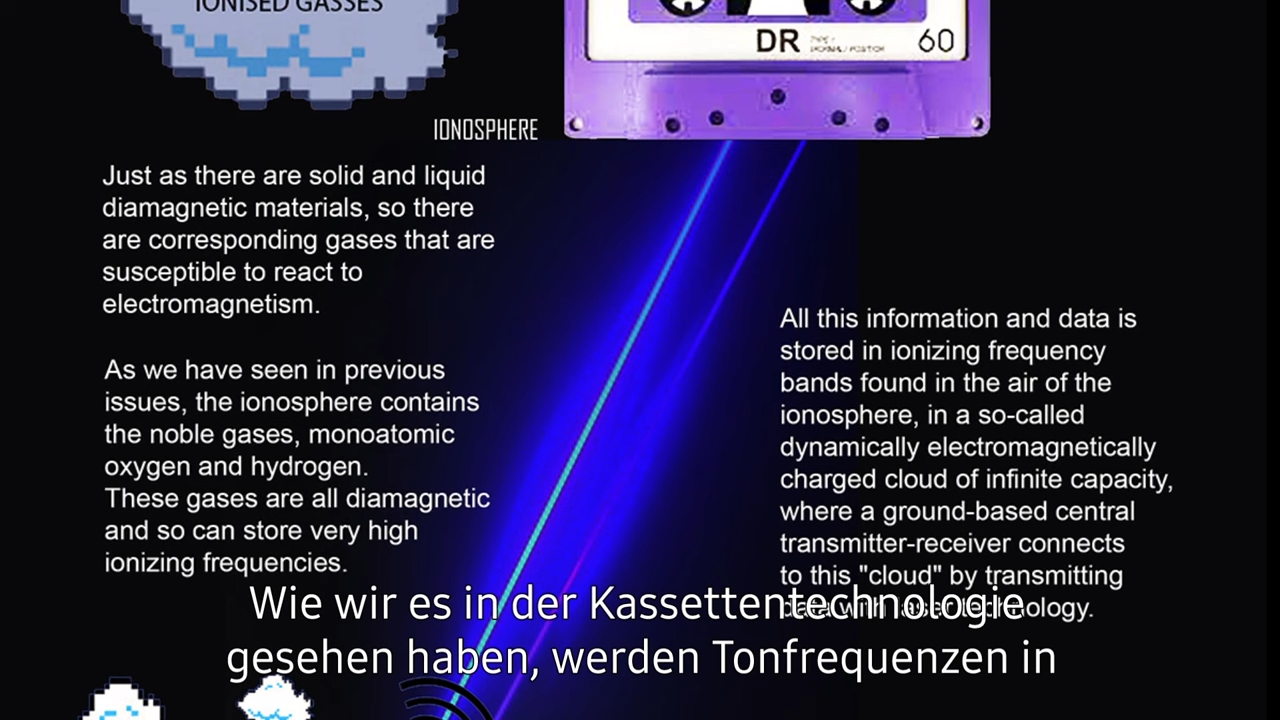 IONISED GASSES
DR
60
IONOSPHERE
Just as there are solid and liquid
diamagnetic materials, so there
are corresponding gases that are
susceptible to react to
electromagnetism.
As we have seen in previous
issues, the ionosphere contains
the noble gases, monoatomic
oxygen and hydrogen.
These gases are all diamagnetic
and so can store very high
ionizing frequencies.
All this information and data is
stored in ionizing frequency
bands found in the air of the
ionosphere, in a so-called
dynamically electromagnetically
charged cloud of infinite capacity,
where a ground-based central
transmitter-receiver connects
to this "cloud" by transmitting
data with laser technology.
Wie wir es in der Kassettentechnologie
gesehen haben, werden Tonfrequenzen in